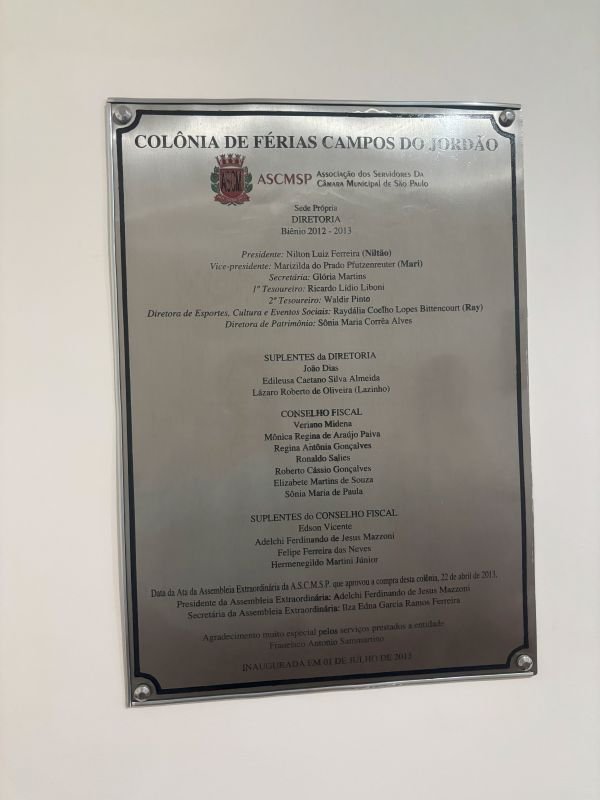 COLÔNIA DE FÉRIAS CAMPOS DO JORDÃO
ASCM
ASCMSP Associação dos Servidores Da
Câmara Municipal de São Paulo
Sede Própria
DIRETORIA
Biênio 2012 - 2013
Presidente: Nilton Luiz Ferreira (Niltão)
Vice-presidente: Marizilda do Prado Pfutzenreuter (Mari)
Secretária: Glória Martins
1º Tesoureiro: Ricardo Lídio Liboni
2º Tesoureiro: Waldir Pinto
Diretora de Esportes, Cultura e Eventos Sociais: Raydália Coelho Lopes Bittencourt (Ray)
Diretora de Patrimônio: Sônia Maria Corrêa Alves
SUPLENTES da DIRETORIA
João Dias
Edileusa Caetano Silva Almeida
Lázaro Roberto de Oliveira (Lazinho)
CONSELHO FISCAL
Veriano Midena
Mônica Regina de Araújo Paiva
Regina Antônia Gonçalves
Ronaldo Salies
Roberto Cássio Gonçalves
Elizabete Martins de Souza
Sônia Maria de Paula
SUPLENTES do CONSELHO FISCAL
Edson Vicente
Adelchi Ferdinando de Jesus Mazzoni
Felipe Ferreira das Neves
Hermenegildo Martini Júnior
Data da Ata da Assembleia Extraordinária da A.S.C.M.S.P. que aprovou a compra desta colônia, 22 de abril de 2013.
Presidente da Assembleia Extraordinária: Adelchi Ferdinando de Jesus Mazzoni
Secretária da Assembleia Extraordinária: Ilza Edna Garcia Ramos Ferreira
Agradecimento muito especial pelos serviços prestados a entidade
Francisco Antonio Sammartino
INAUGURADA EM 01 DE JULHO DE 2013